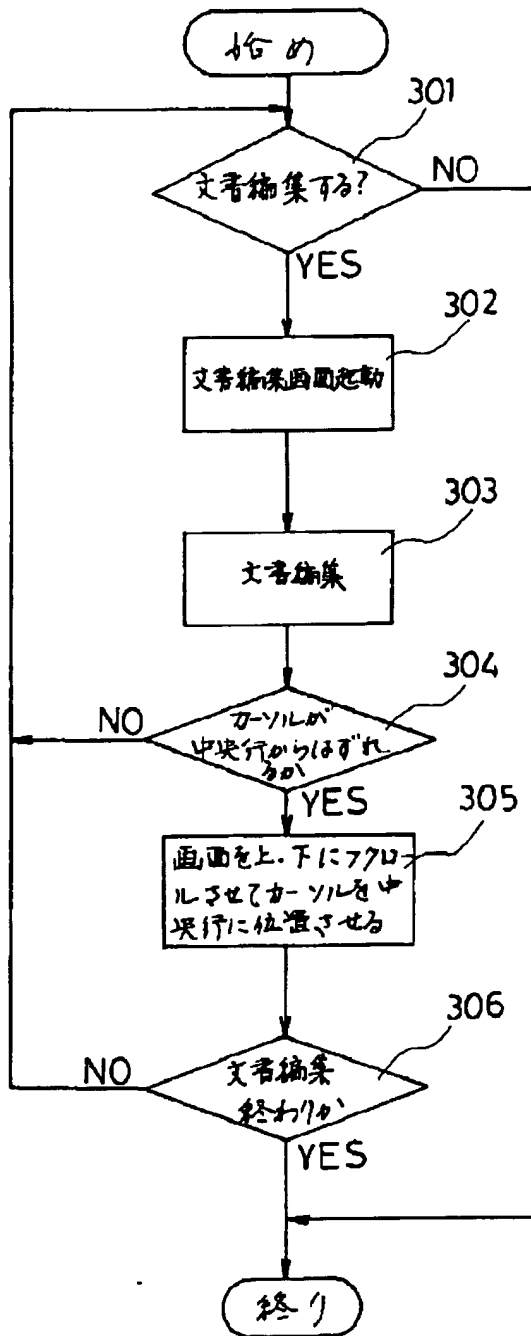 始め
301
文書編集する?
NO
YES
302
文書編集画面起動
303
文書編集
304
NO
カーソルが
中央行からはずれ
るか
YES
305
画面を上・下にスクロー
ルさせてカーソルを中
央行に位置させる
306
NO
文書編集
終わりか
YES
終り